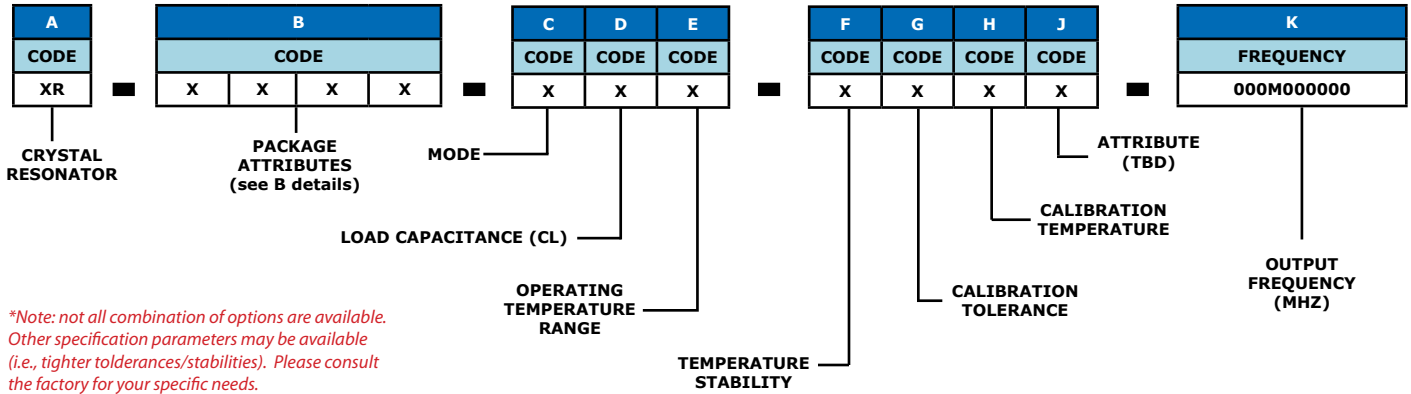 A B C D E F G H J K
CODE CODE CODE CODE CODE CODE CODE CODE CODE FREQUENCY
XR X X X X X X X X X X X 000M000000
CRYSTAL
RESONATOR
PACKAGE
ATTRIBUTES
(see B details)
MODE
ATTRIBUTE
(TBD)
LOAD CAPACITANCE (CL)
CALIBRATION
TEMPERATURE
OPERATING
TEMPERATURE
RANGE
CALIBRATION
TOLERANCE
OUTPUT
FREQUENCY
(MHZ)
TEMPERATURE
STABILITY
*Note: not all combination of options are available.
Other specification parameters may be available
(i.e., tighter tolderances/stabilities). Please consult
the factory for your specific needs.